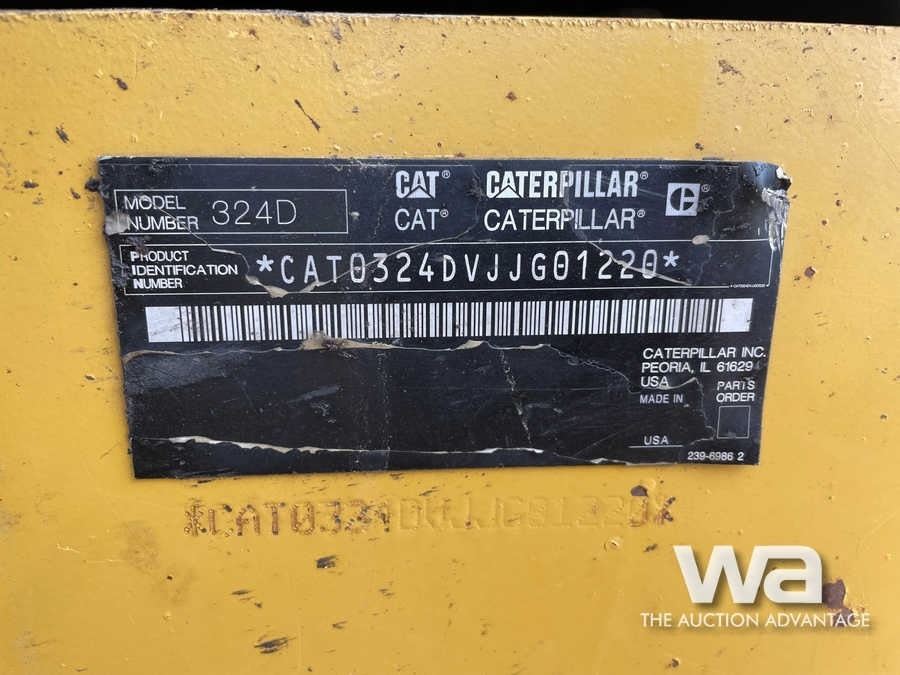 CAT® CATERPILLAR®
CAT® CATERPILLAR® C®
MODEL NUMBER 324D
PRODUCT IDENTIFICATION NUMBER *CAT0324DVJJG01220*
CATERPILLAR INC.
PEORIA, IL 61629
USA
MADE IN
USA
PARTS
ORDER
239-6986 2
*CAT0324DVJJG01220*
wa
THE AUCTION ADVANTAGE